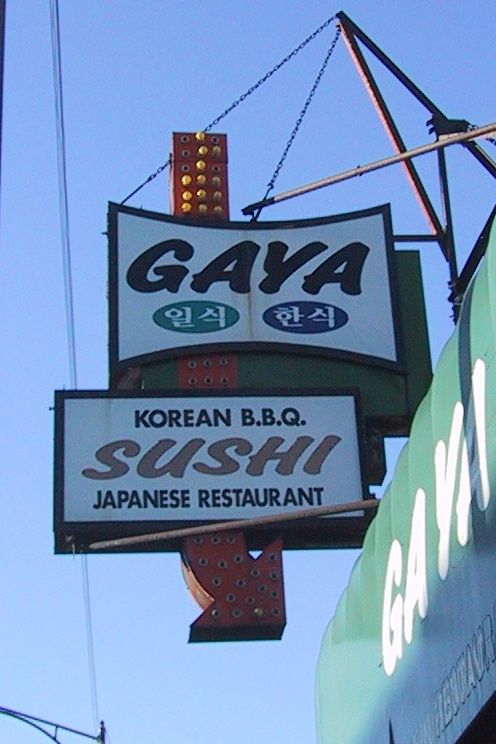 GAYA
일식 한식
KOREAN B.B.Q.
SUSHI
JAPANESE RESTAURANT
GAYA